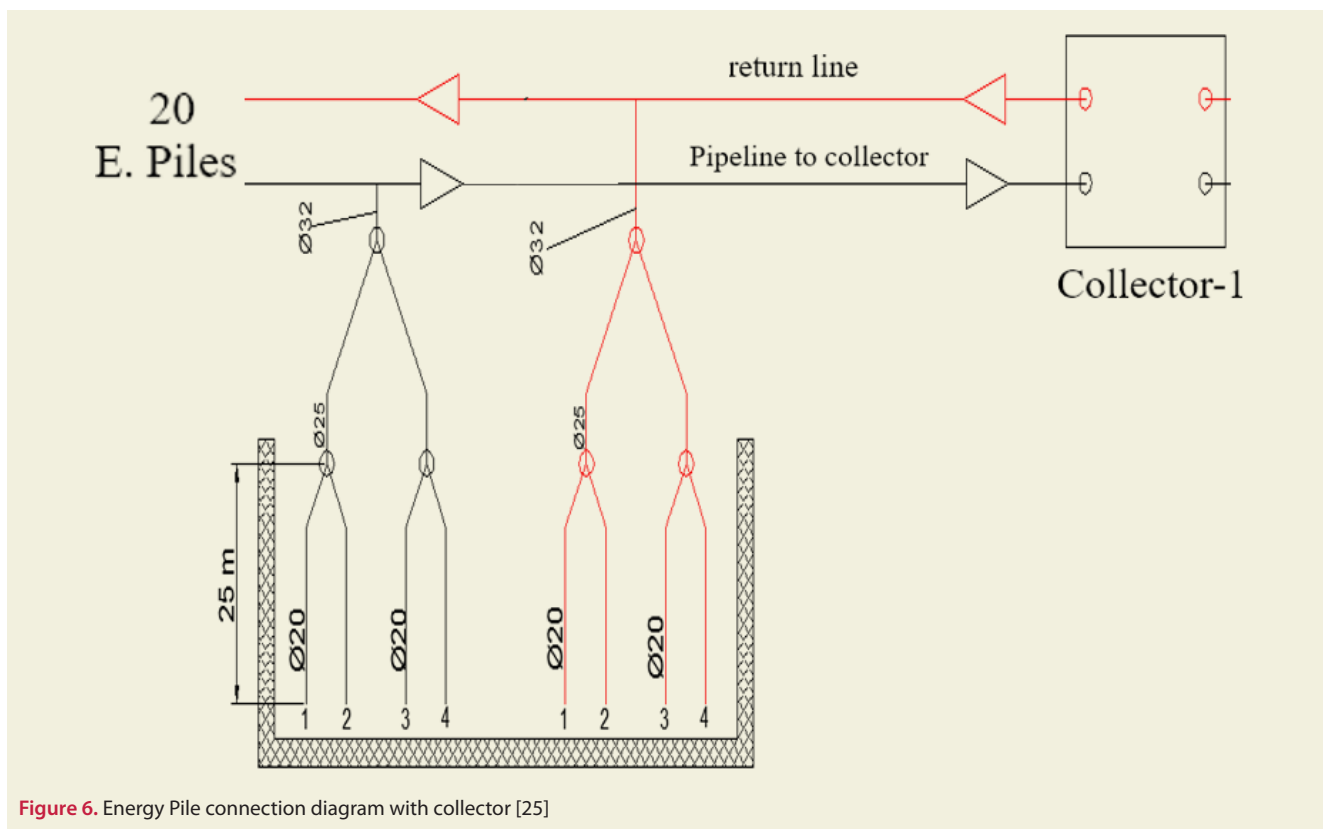 return line
20
E. Piles
Pipeline to collector
Ø32
Ø32
Collector-1
Ø25
Ø25
25 m
Ø20
Ø20
Ø20
Ø20
1 2 3 4 1 2 3 4
Figure 6. Energy Pile connection diagram with collector [25]